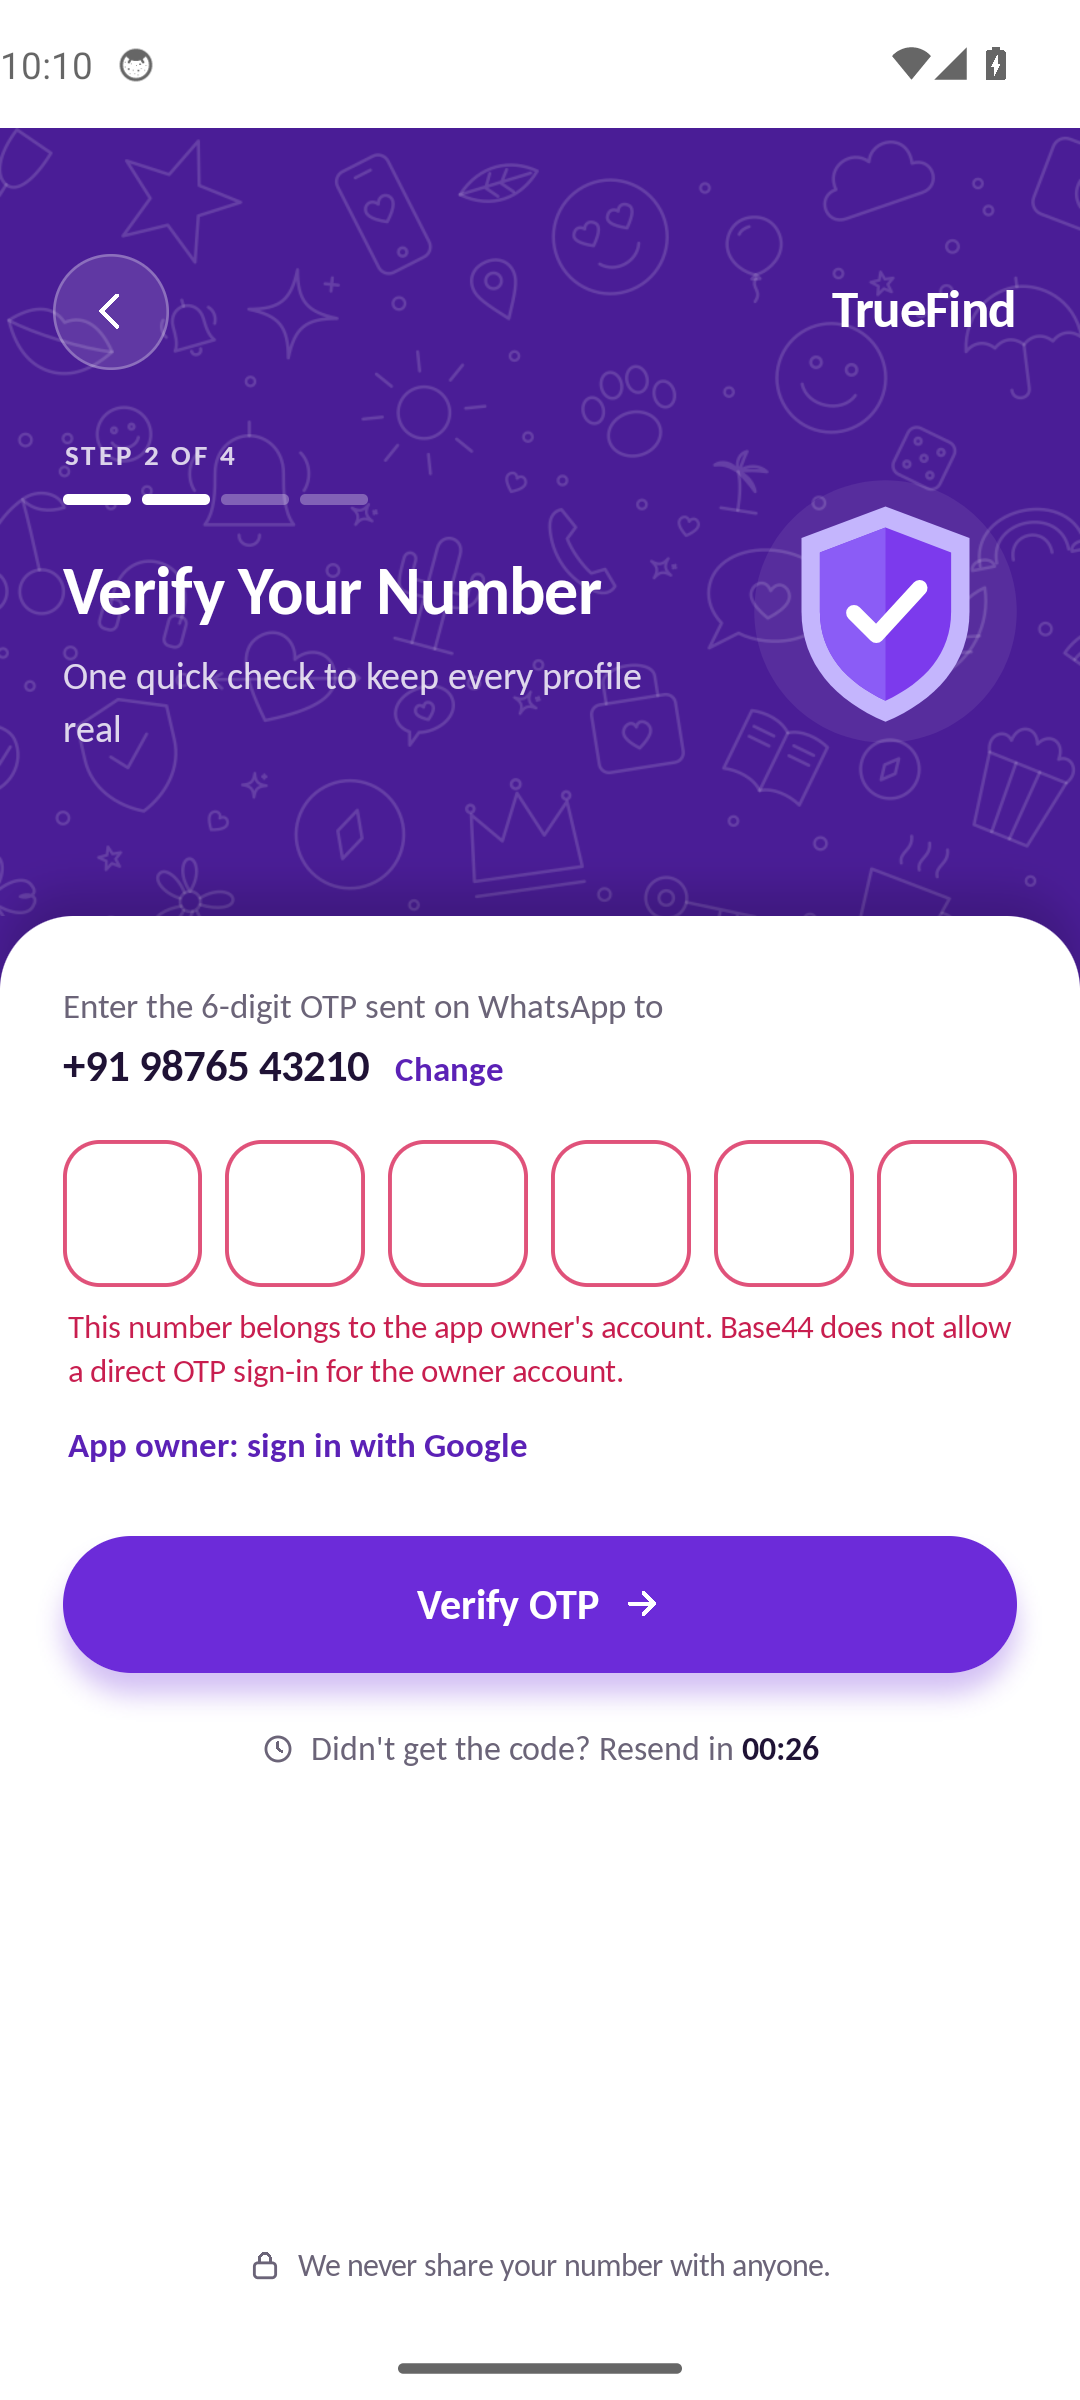 10:10
TrueFind
STEP 2 OF 4
Verify Your Number
One quick check to keep every profile
real
Enter the 6-digit OTP sent on WhatsApp to
+91 98765 43210 Change
This number belongs to the app owner's account. Base44 does not allow
a direct OTP sign-in for the owner account.
App owner: sign in with Google
Verify OTP
Didn't get the code? Resend in 00:26
We never share your number with anyone.